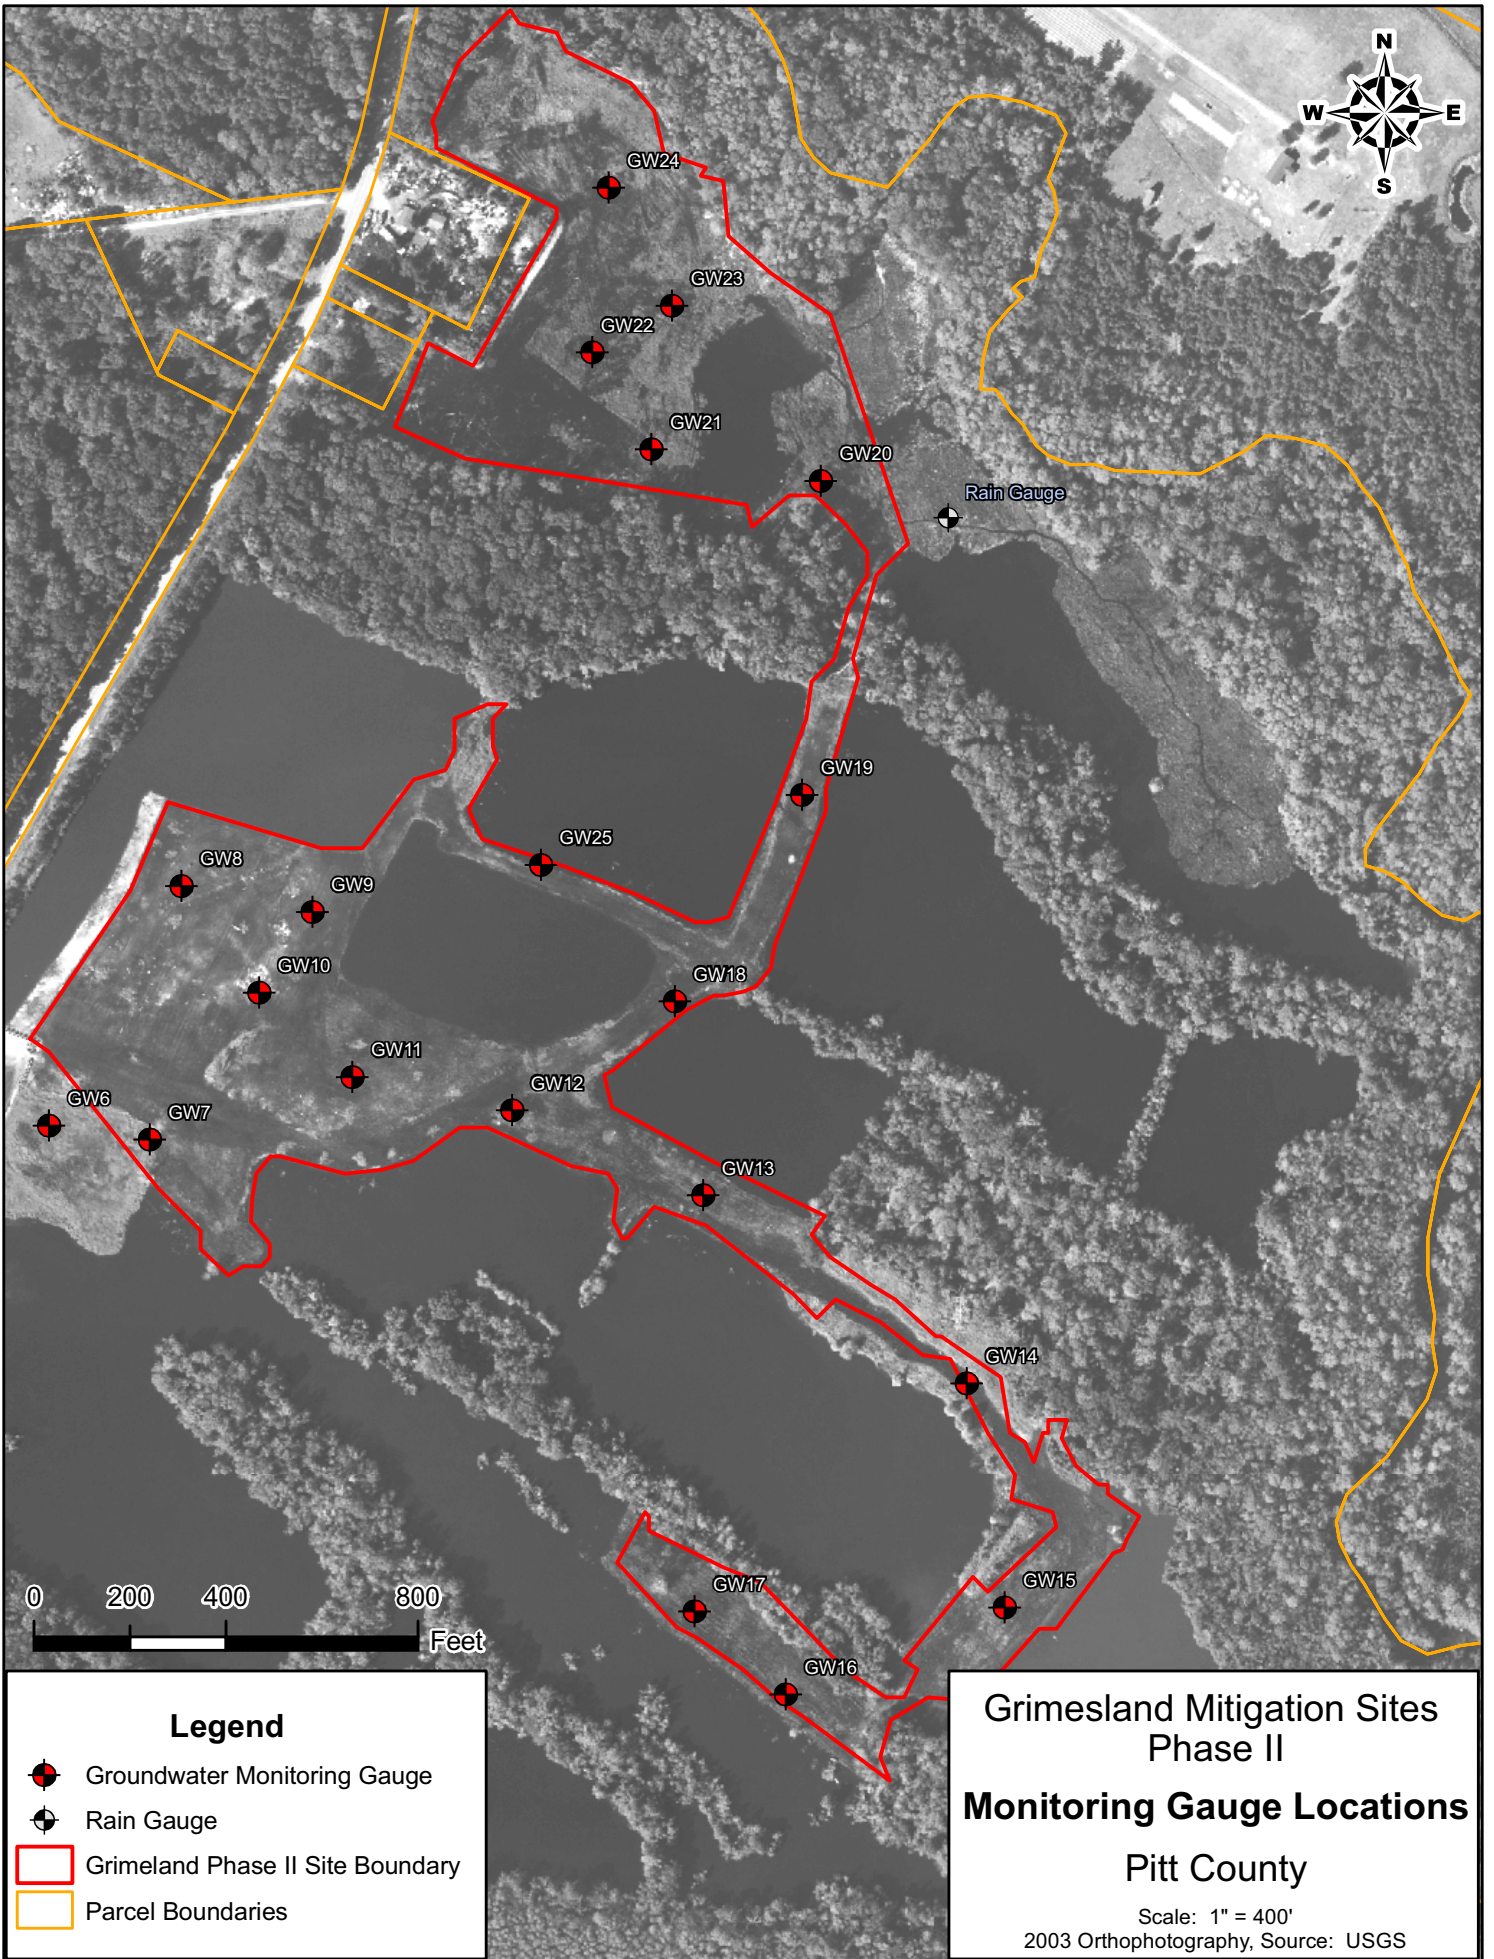 N
W E
S
GW24
GW23
GW22
GW21
GW20
Rain Gauge
GW19
GW25
GW8
GW9
GW10
GW18
GW11
GW12
GW6
GW7
GW13
GW14
GW15
GW17
GW16
0 200 400 800
Feet
Legend
Groundwater Monitoring Gauge
Rain Gauge
Grimeland Phase II Site Boundary
Parcel Boundaries
Grimesland Mitigation Sites
Phase II
Monitoring Gauge Locations
Pitt County
Scale: 1" = 400'
2003 Orthophotography, Source: USGS